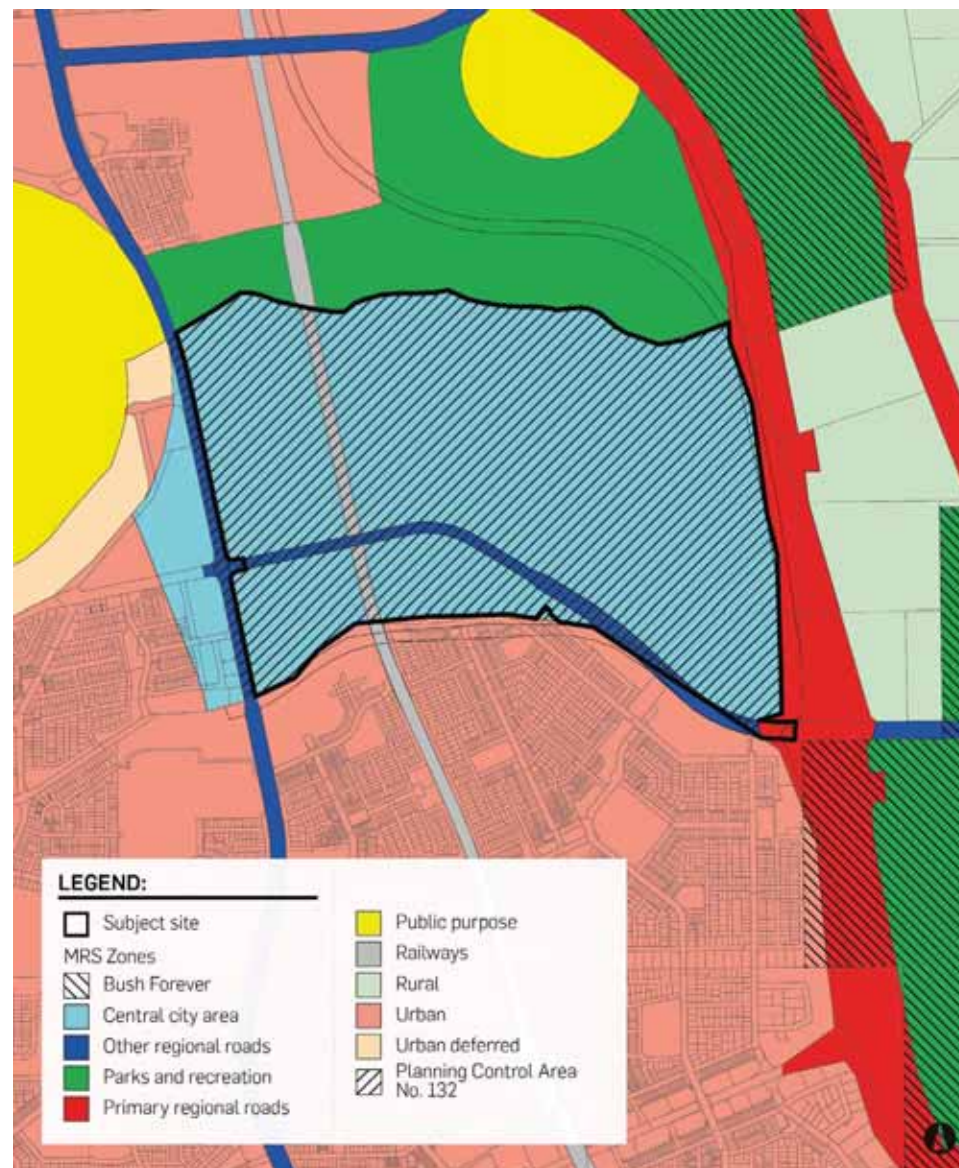 LEGEND:
Subject site
MRS Zones
Bush Forever
Central city area
Other regional roads
Parks and recreation
Primary regional roads
Public purpose
Railways
Rural
Urban
Urban deferred
Planning Control Area
No. 132